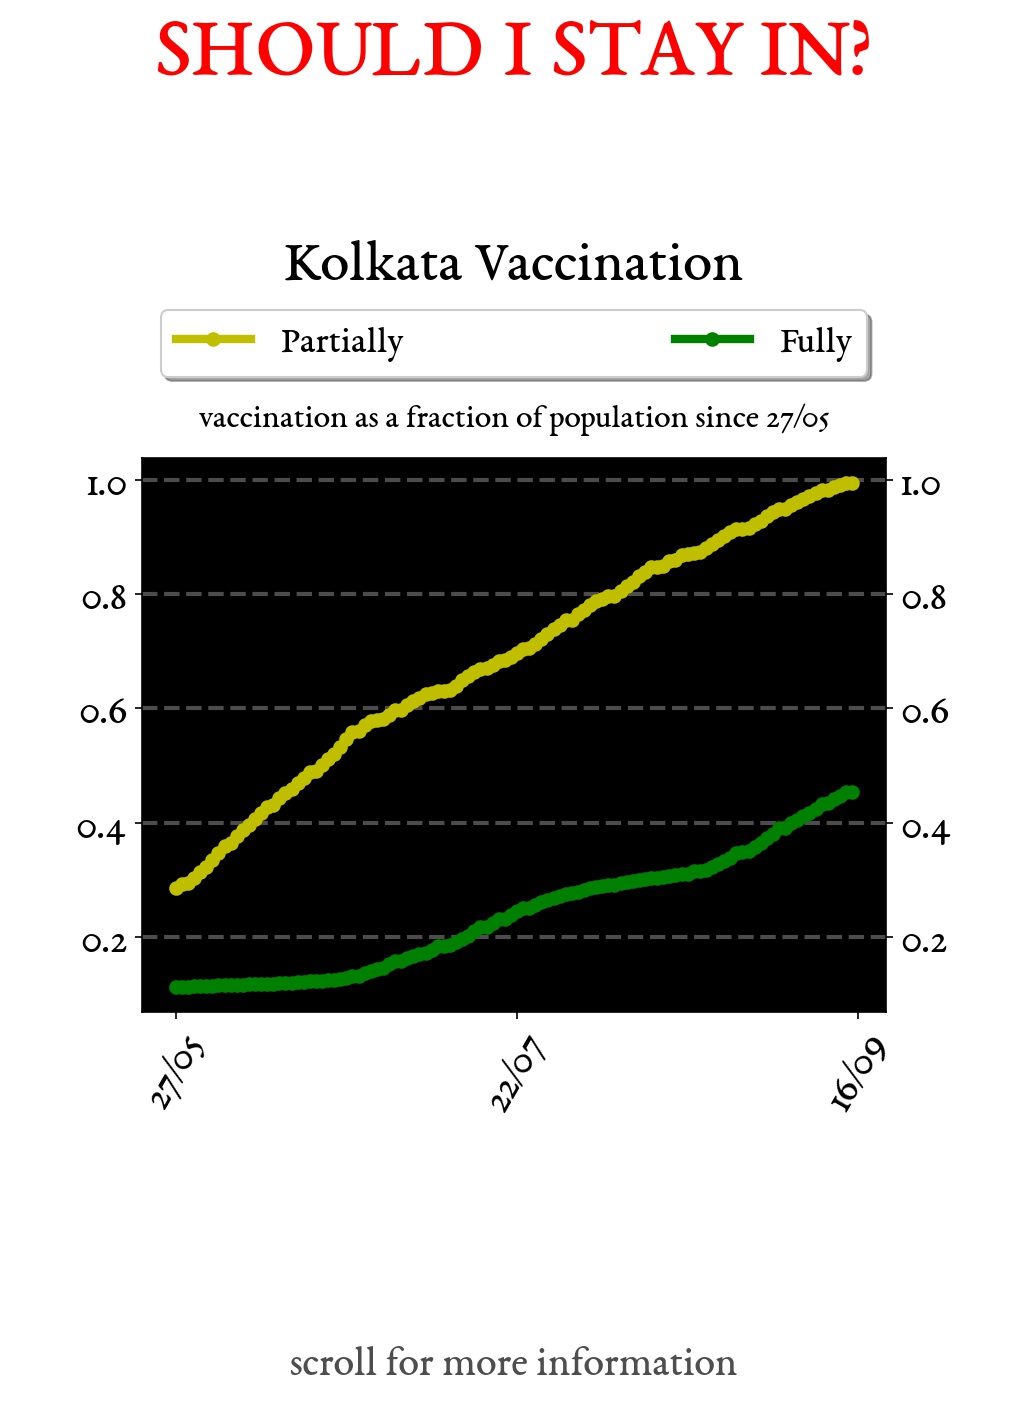 SHOULD I STAY IN?
Kolkata Vaccination
Partially Fully
vaccination as a fraction of population since 27/05
1.0 1.0
0.8 0.8
0.6 0.6
0.4 0.4
0.2 0.2
27/05 22/07 16/09
scroll for more information